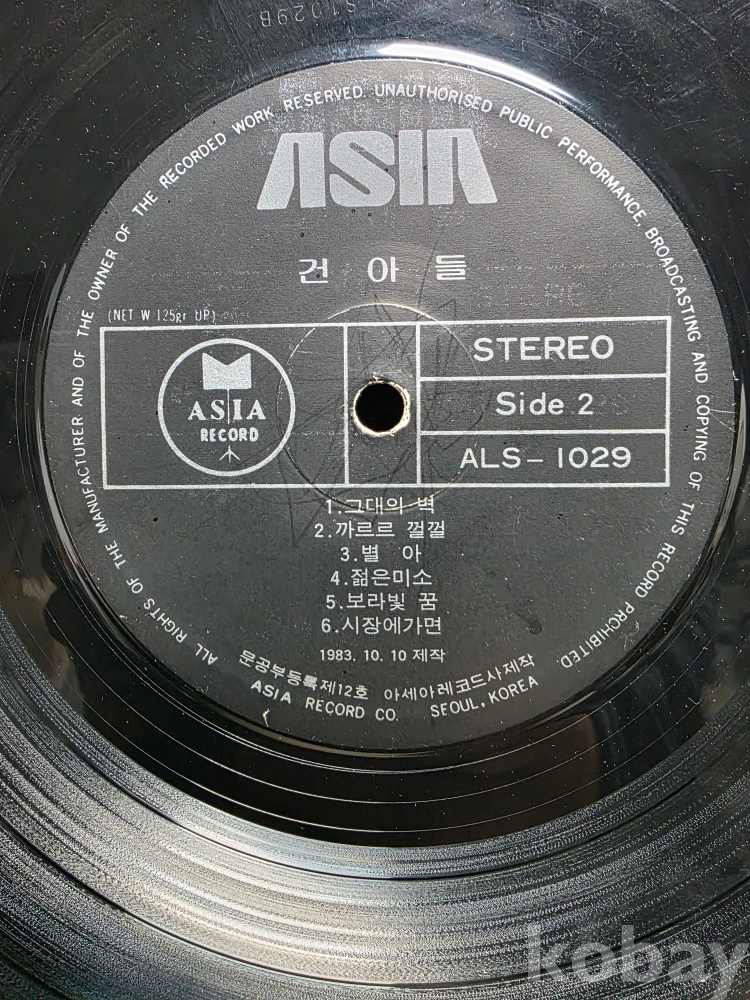 S1029B
ALL RIGHTS OF THE MANUFACTURER AND OF THE OWNER OF THE RECORDED WORK RESERVED. UNAUTHORISED PUBLIC PERFORMANCE, BROADCASTING AND COPYING OF THIS RECORD PROHIBITED.
ASIA
건 아 들
(NET W 125gr UP)
ASIA
RECORD
STEREO
Side 2
ALS-1029
1.그대의 벽
2.까르르 껄껄
3.별 아
4.젊은미소
5.보라빛 꿈
6.시장에가면
1983. 10. 10 제작
문공부등록제12호 아세아레코드사제작
ASIA RECORD CO. SEOUL, KOREA
kobay